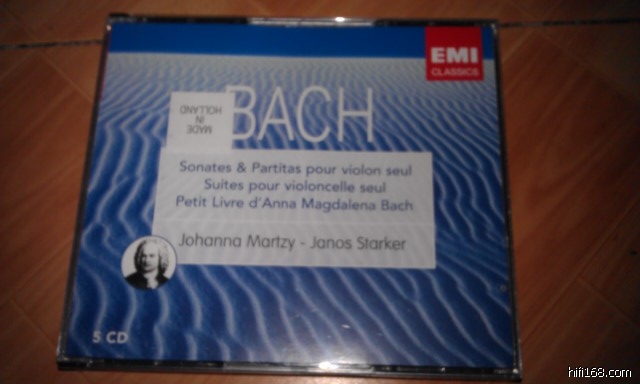 EMI
CLASSICS
MADE
IN
HOLLAND
BACH
Sonates & Partitas pour violon seul
Suites pour violoncelle seul
Petit Livre d'Anna Magdalena Bach
Johanna Martzy - Janos Starker
5 CD
hifi168.com